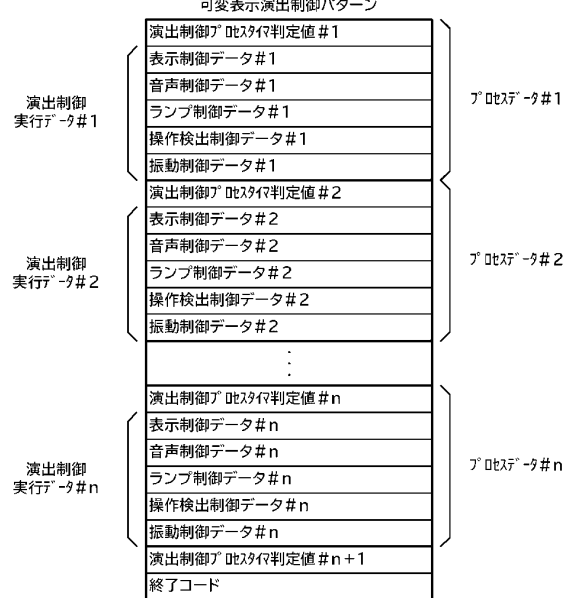 可変表示演出制御パターン
演出制御プロセスタイマ判定値#1
表示制御データ#1
音声制御データ#1
ランプ制御データ#1
操作検出制御データ#1
振動制御データ#1
演出制御
実行データ#1
プロセスデータ#1
演出制御プロセスタイマ判定値#2
表示制御データ#2
音声制御データ#2
ランプ制御データ#2
操作検出制御データ#2
振動制御データ#2
演出制御
実行データ#2
プロセスデータ#2
⋮
演出制御プロセスタイマ判定値#n
表示制御データ#n
音声制御データ#n
ランプ制御データ#n
操作検出制御データ#n
振動制御データ#n
演出制御
実行データ#n
プロセスデータ#n
演出制御プロセスタイマ判定値#n+1
終了コード